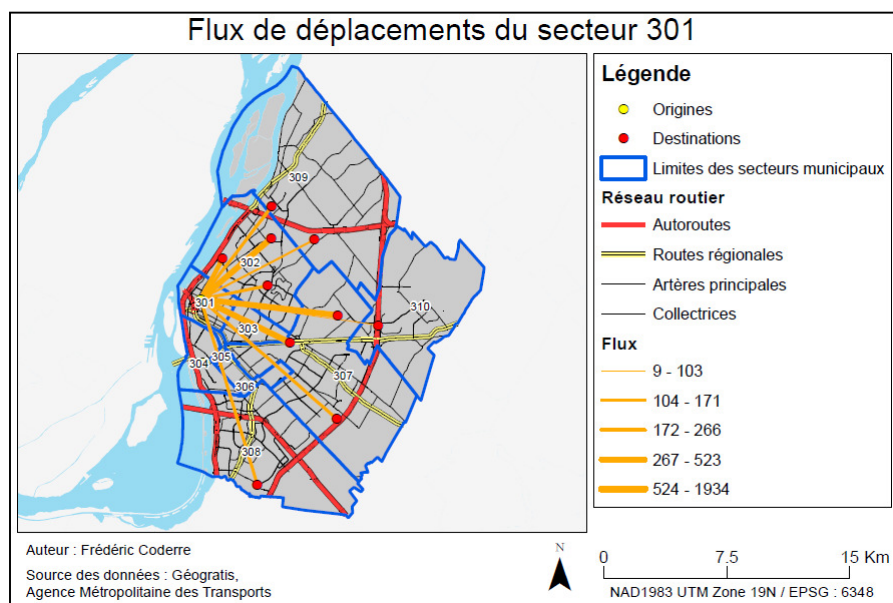 Flux de déplacements du secteur 301
309
302
301
310
303
304
305
306
307
308
Légende
Origines
Destinations
Limites des secteurs municipaux
Réseau routier
Autoroutes
Routes régionales
Artères principales
Collectrices
Flux
9 - 103
104 - 171
172 - 266
267 - 523
524 - 1934
Auteur : Frédéric Coderre
Source des données : Géogratis,
Agence Métropolitaine des Transports
N
0 7.5 15 Km
NAD1983 UTM Zone 19N / EPSG : 6348